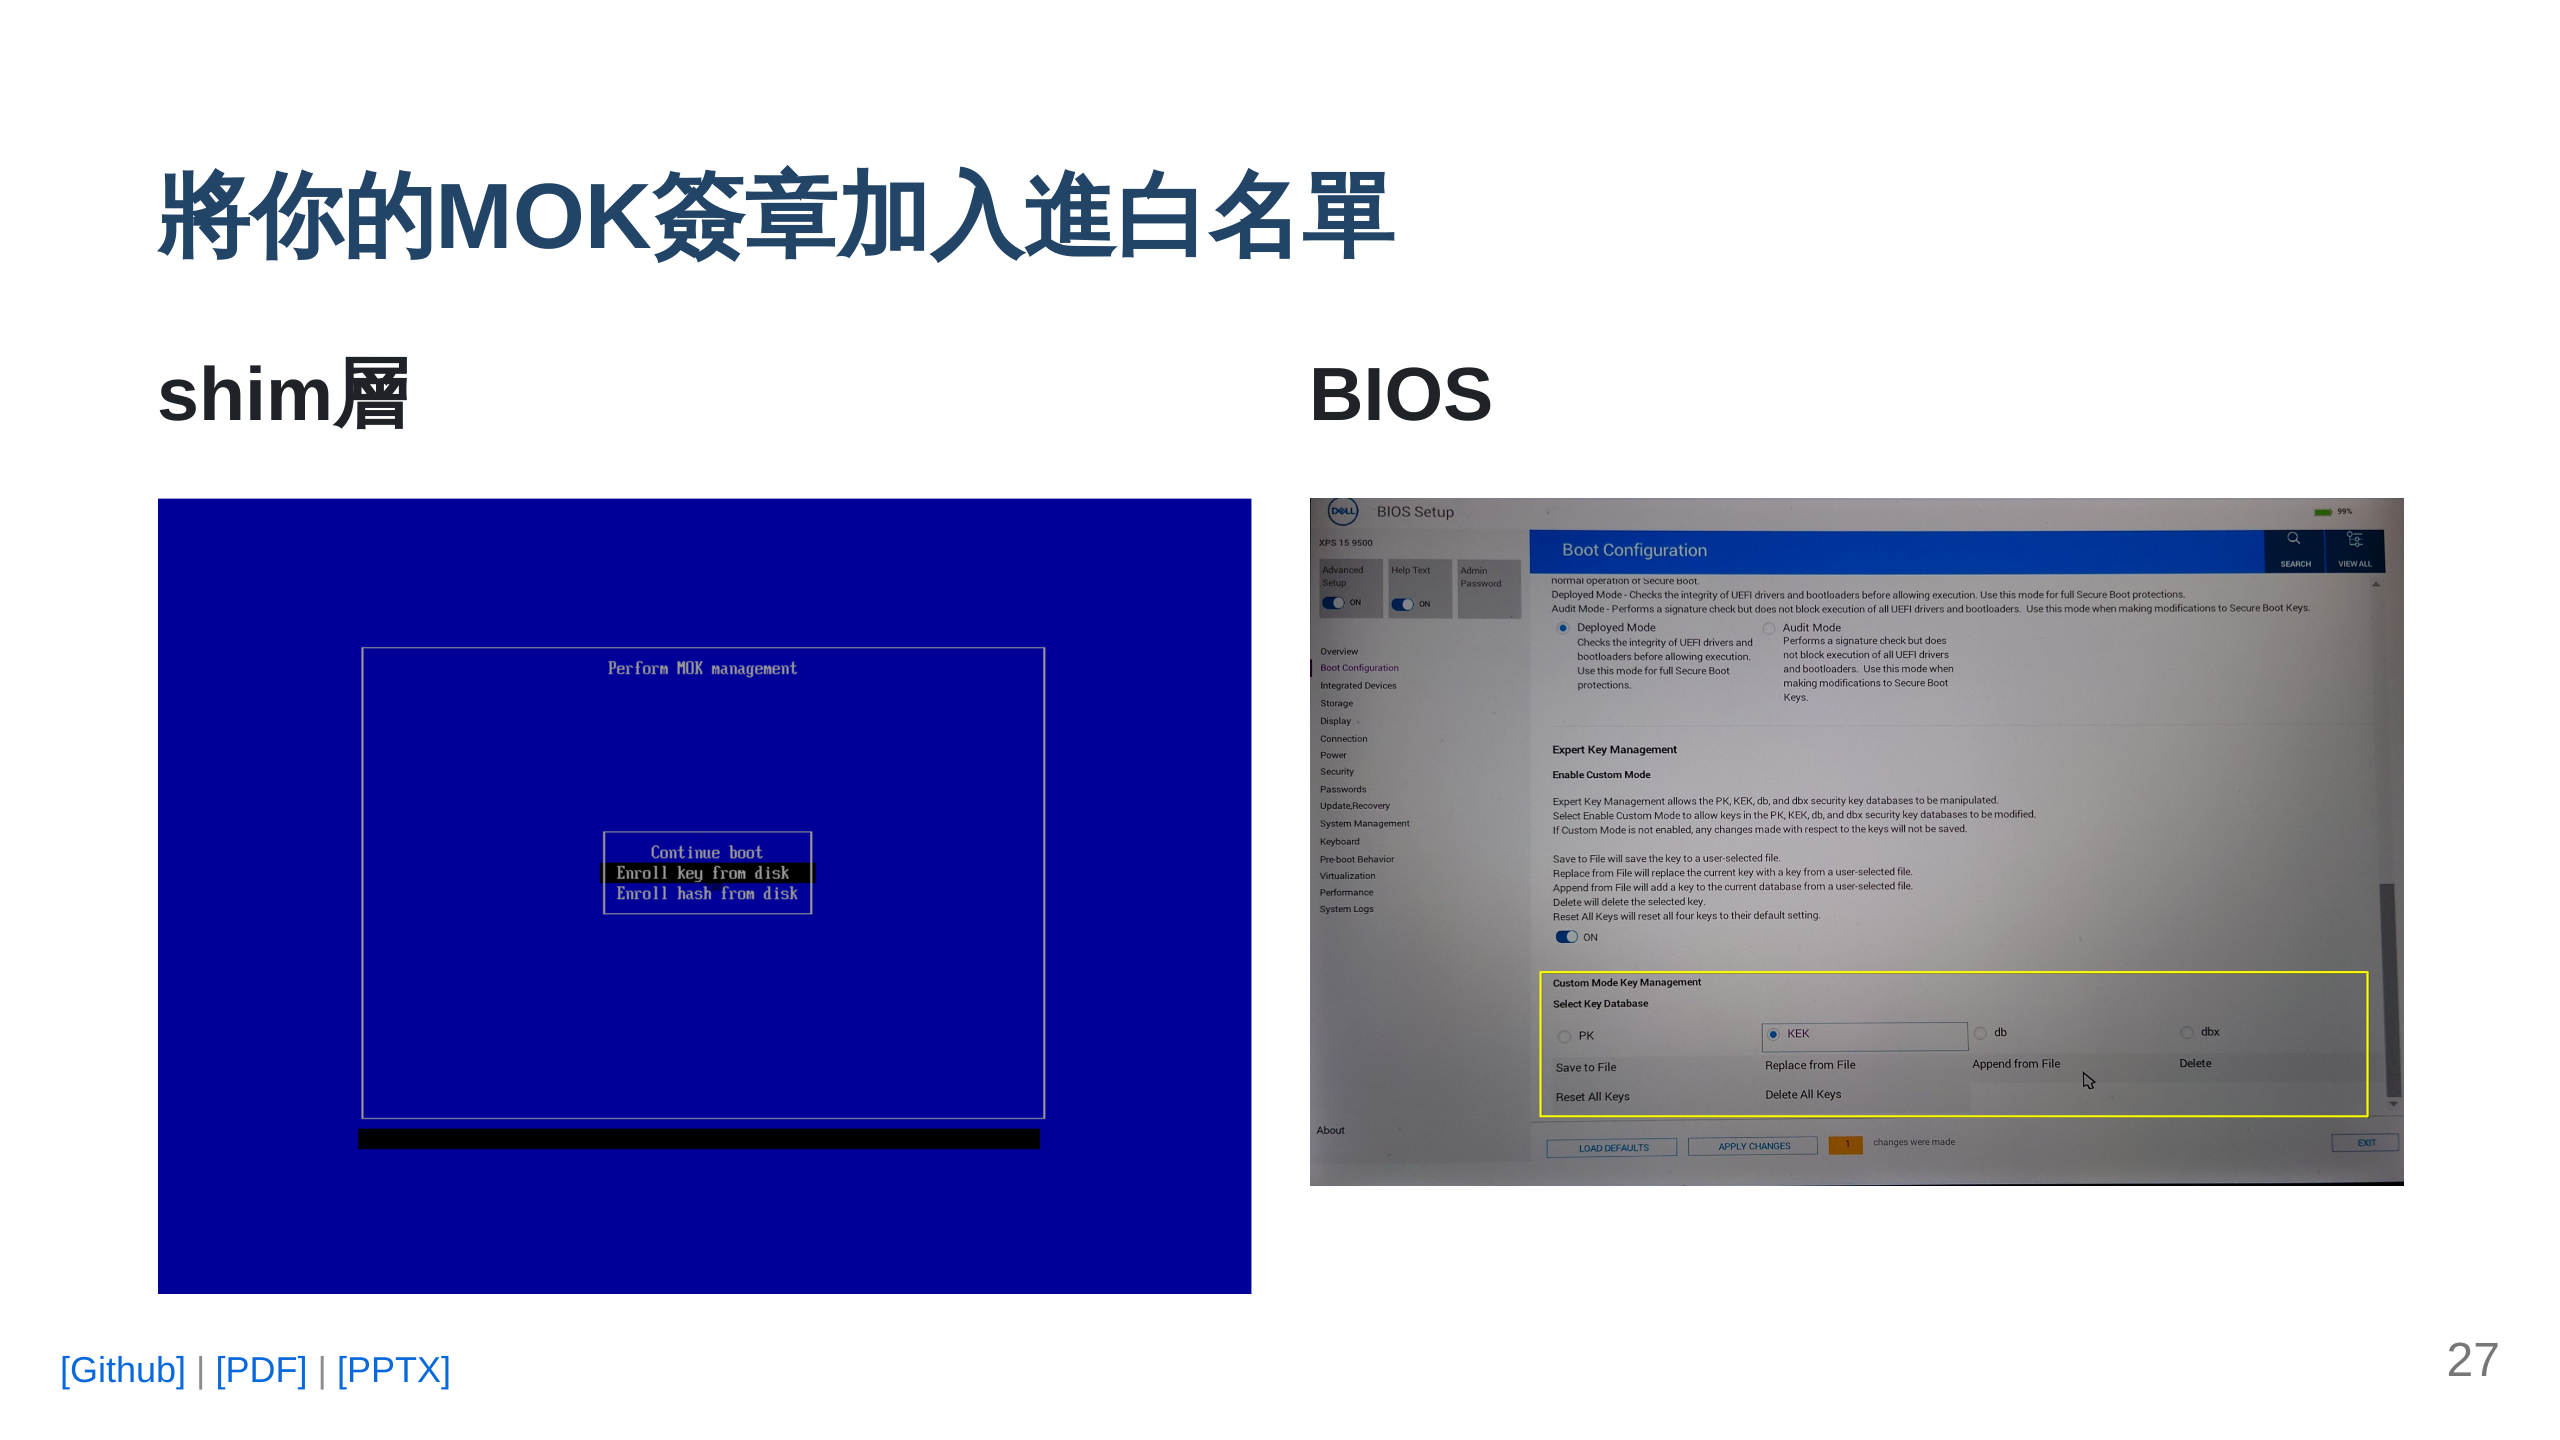 將你的MOK簽章加入進白名單
shim層
Perform MOK management
Continue boot
Enroll key from disk
Enroll hash from disk
BIOS
DELL
BIOS Setup
99%
XPS 15 9500
Boot Configuration
SEARCH
VIEW ALL
Advanced Setup
ON
Help Text
ON
Admin Password
Overview
Boot Configuration
Integrated Devices
Storage
Display
Connection
Power
Security
Passwords
Update,Recovery
System Management
Keyboard
Pre-boot Behavior
Virtualization
Performance
System Logs
About
normal operation of Secure Boot.
Deployed Mode - Checks the integrity of UEFI drivers and bootloaders before allowing execution. Use this mode for full Secure Boot protections.
Audit Mode - Performs a signature check but does not block execution of all UEFI drivers and bootloaders. Use this mode when making modifications to Secure Boot Keys.
Deployed Mode
Checks the integrity of UEFI drivers and
bootloaders before allowing execution.
Use this mode for full Secure Boot
protections.
Audit Mode
Performs a signature check but does
not block execution of all UEFI drivers
and bootloaders. Use this mode when
making modifications to Secure Boot
Keys.
Expert Key Management
Enable Custom Mode
Expert Key Management allows the PK, KEK, db, and dbx security key databases to be manipulated.
Select Enable Custom Mode to allow keys in the PK, KEK, db, and dbx security key databases to be modified.
If Custom Mode is not enabled, any changes made with respect to the keys will not be saved.
Save to File will save the key to a user-selected file.
Replace from File will replace the current key with a key from a user-selected file.
Append from File will add a key to the current database from a user-selected file.
Delete will delete the selected key.
Reset All Keys will reset all four keys to their default setting.
ON
Custom Mode Key Management
Select Key Database
PK KEK db dbx
Save to File Replace from File Append from File Delete
Reset All Keys Delete All Keys
LOAD DEFAULTS APPLY CHANGES 1 changes were made EXIT
[Github] | [PDF] | [PPTX]
27